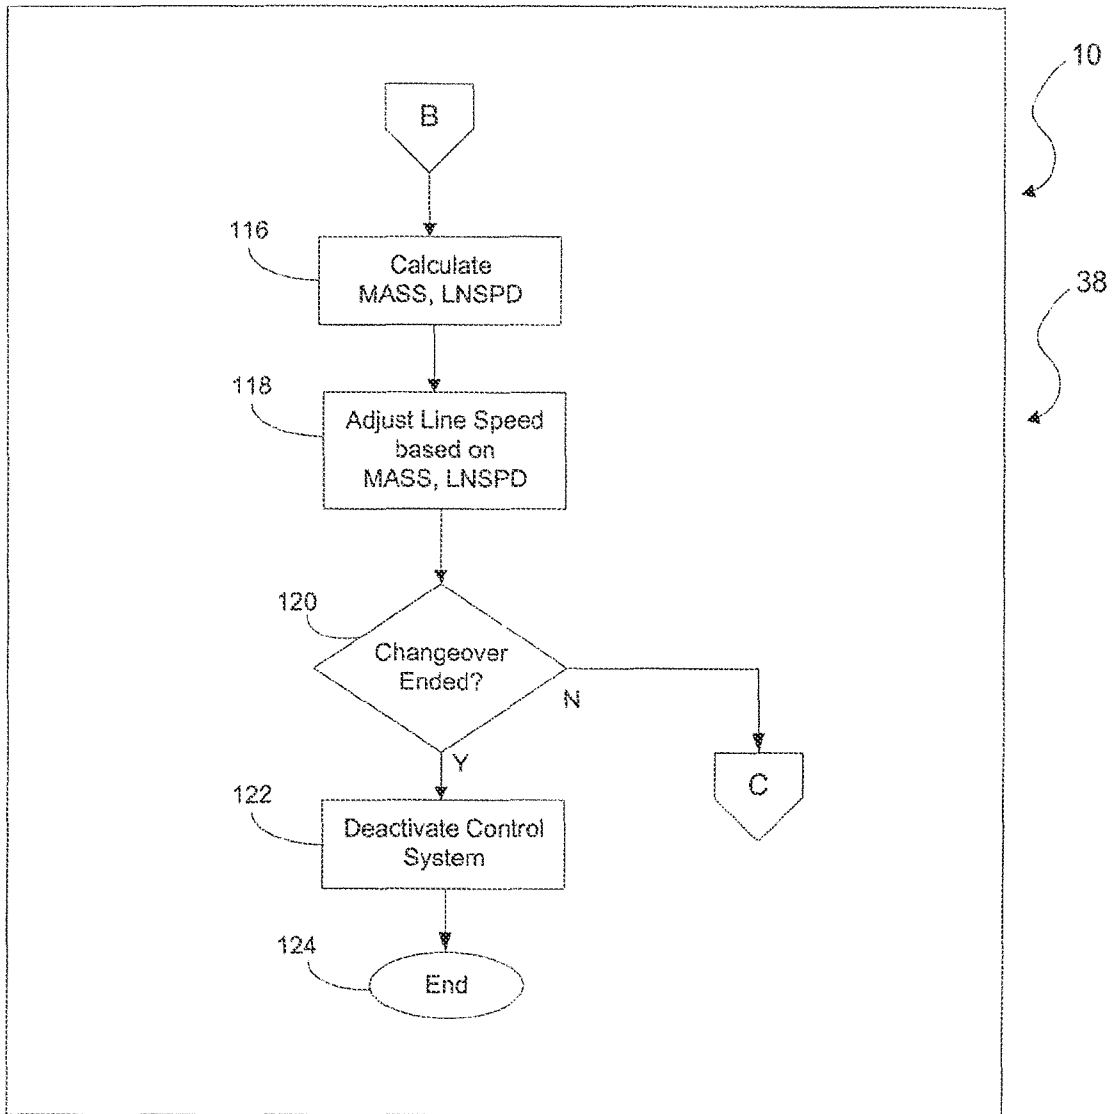 10
B
116
Calculate
MASS, LNSPD
38
118
Adjust Line Speed
based on
MASS, LNSPD
120
Changeover
Ended?
N
Y
C
122
Deactivate Control
System
124
End